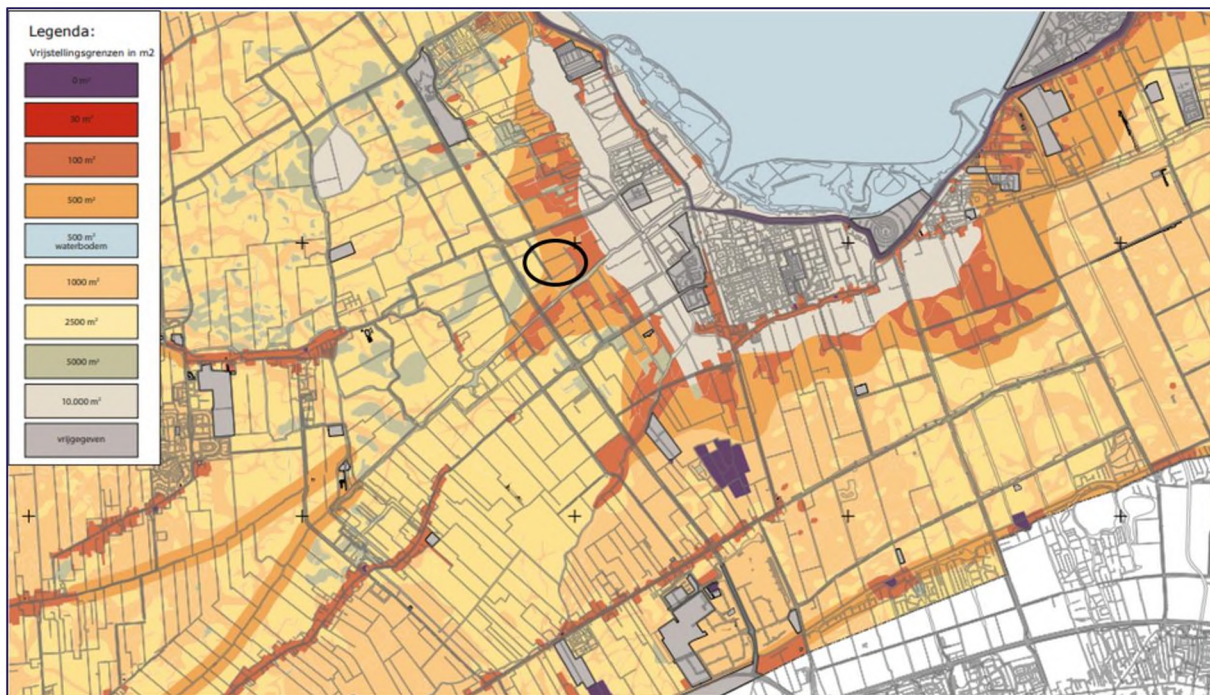 Legenda:
Vrijstellingsgrenzen in m2
0 m²
50 m²
100 m²
500 m²
500 m²
waterbodem
1000 m²
2500 m²
5000 m²
10.000 m²
vrijgegeven